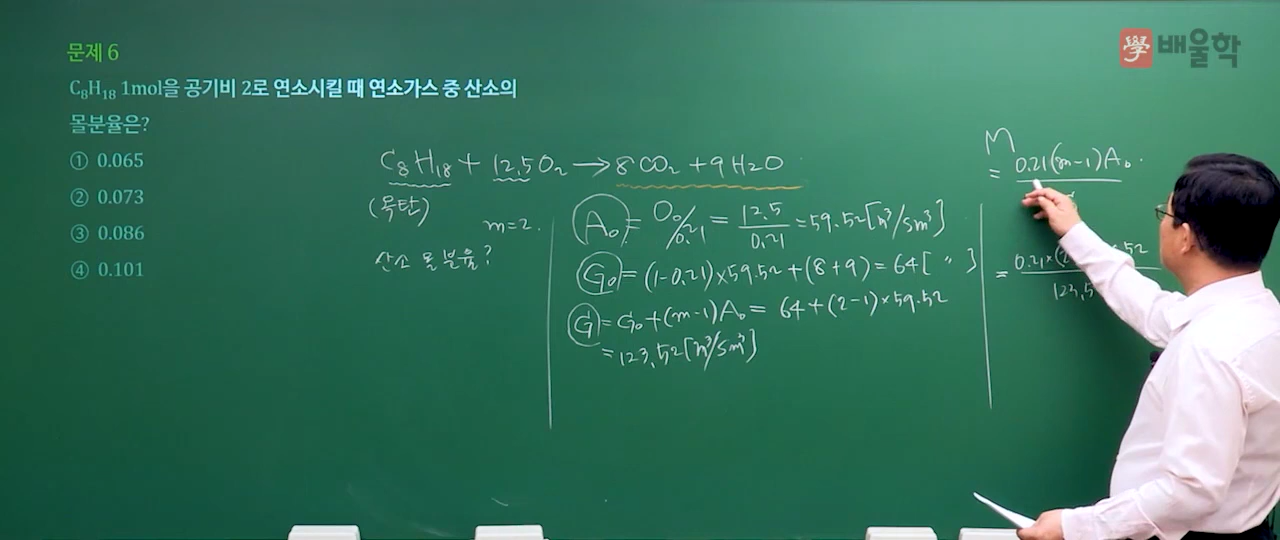 學 배울학
문제 6
C₈H₁₈ 1mol을 공기비 2로 연소시킬 때 연소가스 중 산소의
몰분율은?
① 0.065
② 0.073
③ 0.086
④ 0.101
C₈H₁₈ + 12.5O₂ → 8CO₂ + 9H₂O
(옥탄)
m=2.
산소 몰분율?
A₀ = O₀/0.21 = 12.5/0.21 = 59.52[m³/Sm³]
G₀ = (1-0.21)×59.52+(8+9) = 64[ 〃 ]
G = G₀+(m-1)A₀ = 64+(2-1)×59.52
= 123.52[m³/Sm³]
M
= 0.21(m-1)A₀
= 0.21×(2
123.5